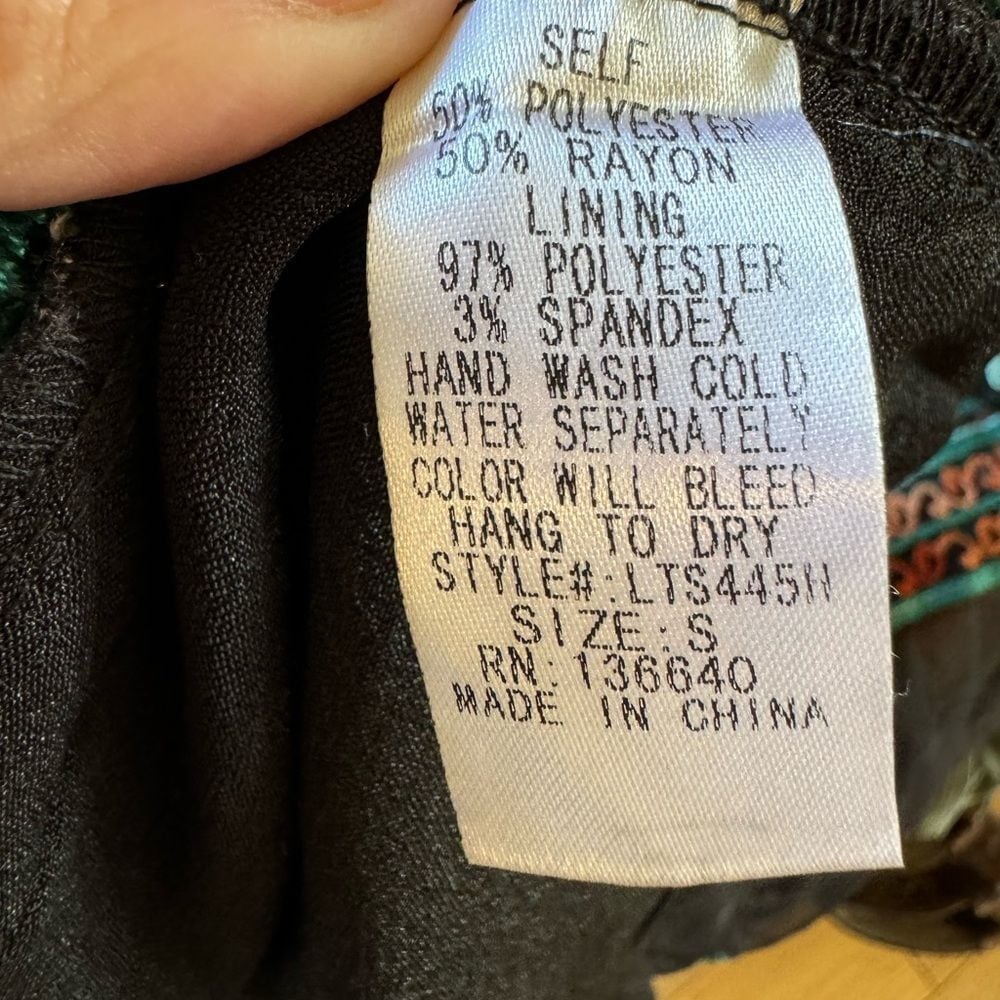 SELF
50% POLYESTER
50% RAYON
LINING
97% POLYESTER
3% SPANDEX
HAND WASH COLD
WATER SEPARATELY
COLOR WILL BLEED
HANG TO DRY
STYLE#:LTS445H
SIZE:S
RN:136640
MADE IN CHINA